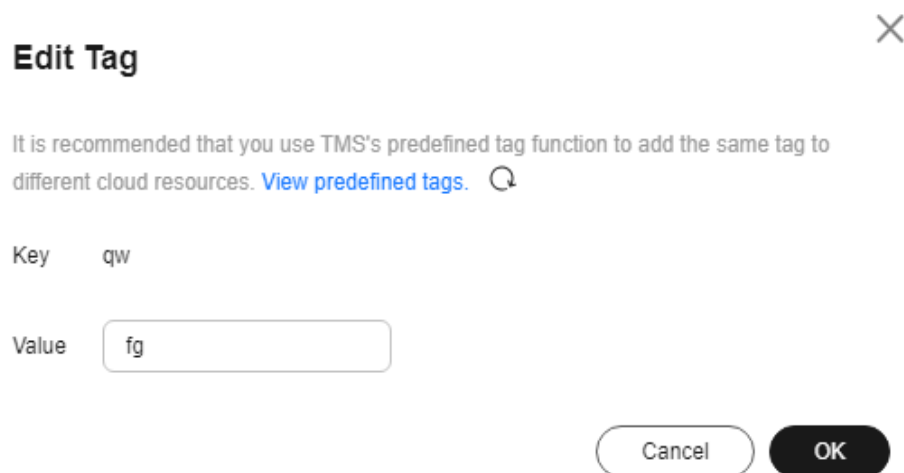 Edit Tag
It is recommended that you use TMS's predefined tag function to add the same tag to
different cloud resources. View predefined tags.
Key qw
Value fg
Cancel OK